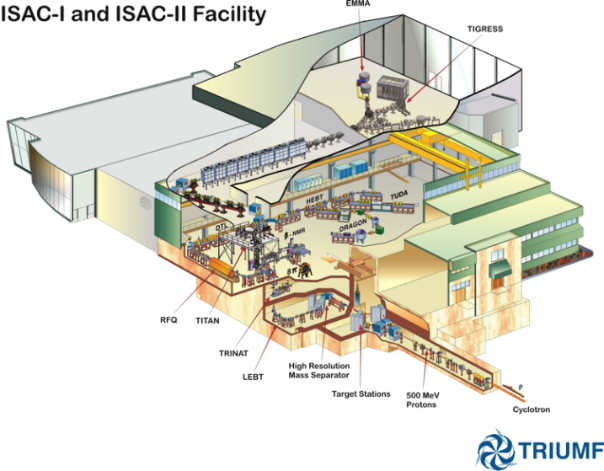 ISAC-I and ISAC-II Facility
EMMA
TIGRESS
HEBT
TUDA
DTL
β-NMR
DRAGON
8π
RFQ
TITAN
TRINAT
LEBT
High Resolution
Mass Separator
Target Stations
500 MeV
Protons
P
Cyclotron
TRIUMF